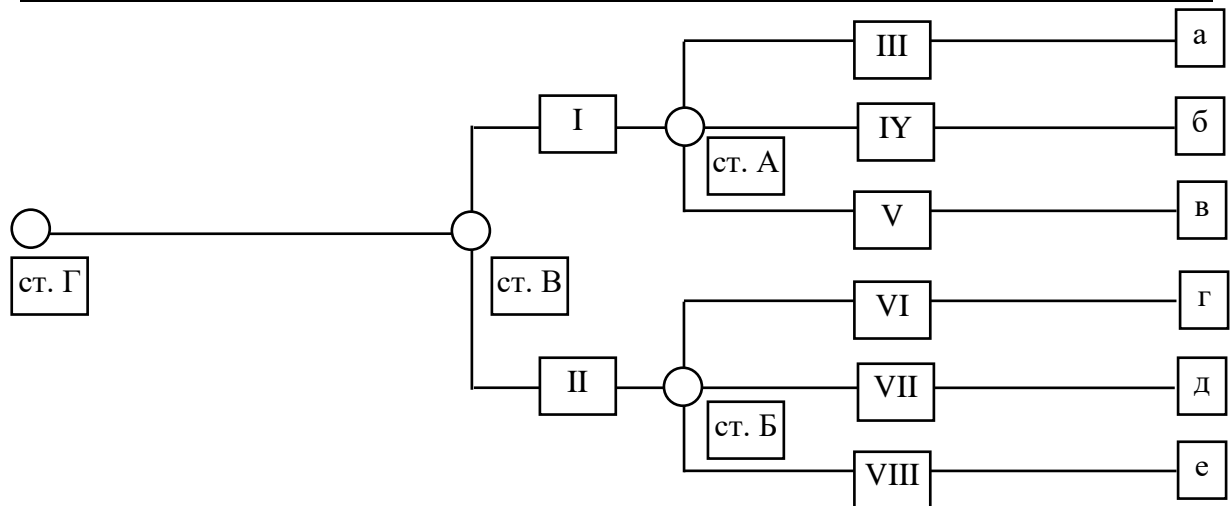 III
а
I
IY
б
ст. А
V
в
ст. Г
ст. В
VI
г
II
VII
д
ст. Б
VIII
е